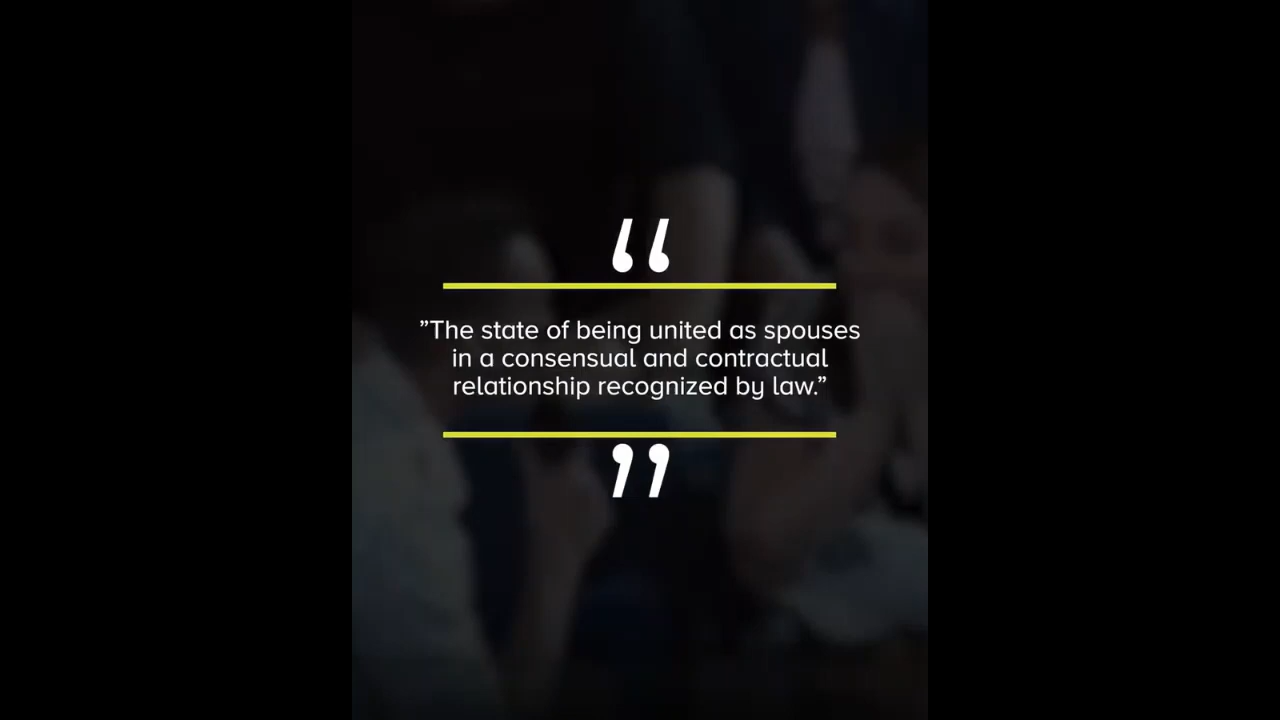 “
”The state of being united as spouses
in a consensual and contractual
relationship recognized by law.”
”